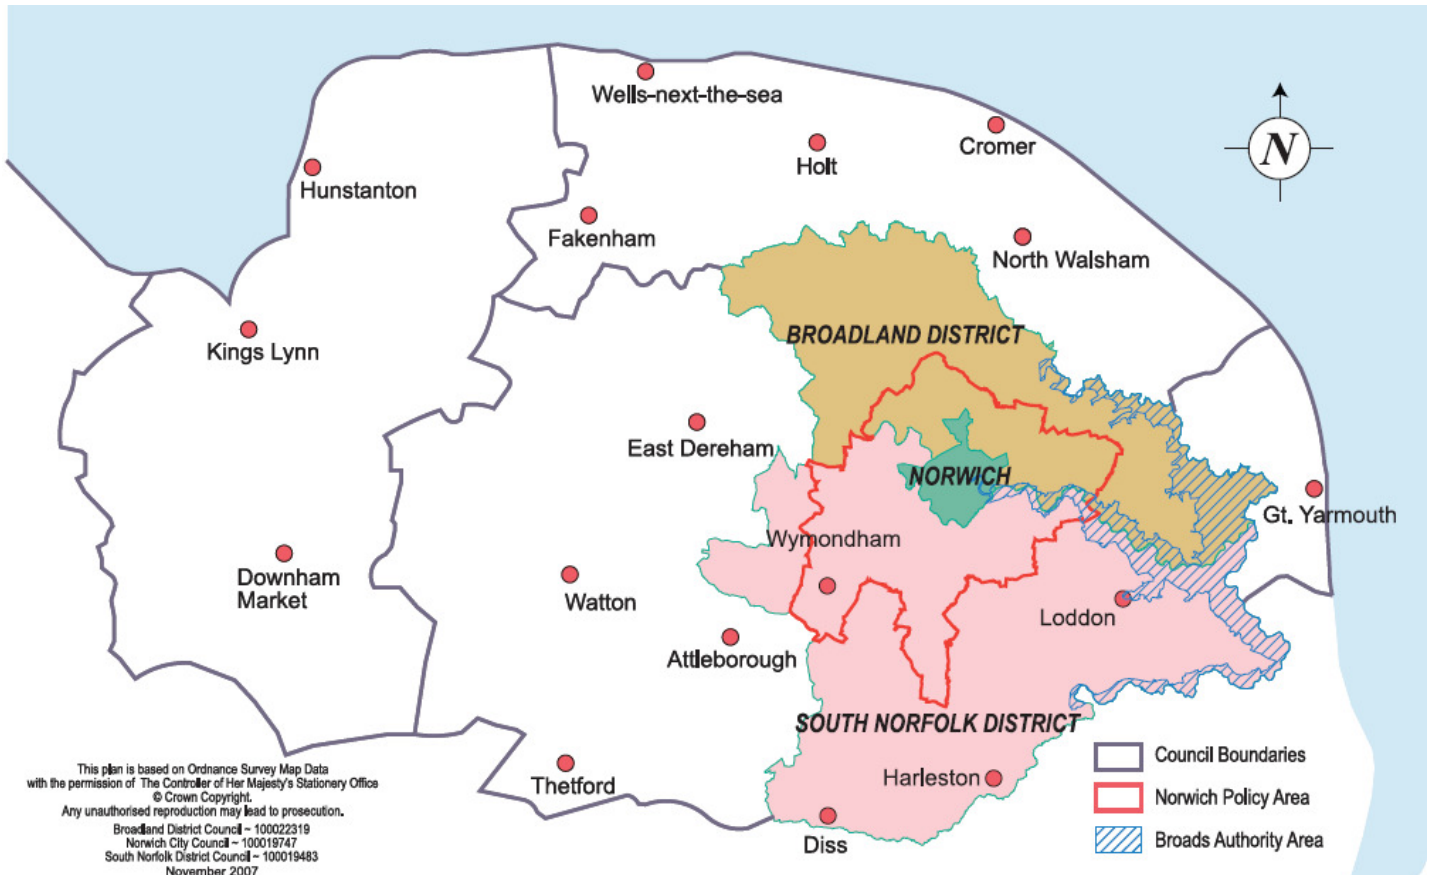 Wells-next-the-sea
Cromer
Holt
N
Hunstanton
Fakenham
North Walsham
BROADLAND DISTRICT
Kings Lynn
East Dereham
NORWICH
Gt. Yarmouth
Wymondham
Downham
Market
Watton
Loddon
Attleborough
SOUTH NORFOLK DISTRICT
Council Boundaries
Harleston
Thetford
Norwich Policy Area
Diss
Broads Authority Area
This plan is based on Ordnance Survey Map Data
with the permission of The Controller of Her Majesty's Stationery Office
© Crown Copyright.
Any unauthorised reproduction may lead to prosecution.
Broadland District Council ~ 100022319
Norwich City Council ~ 100019747
South Norfolk District Council ~ 100019483
November 2007